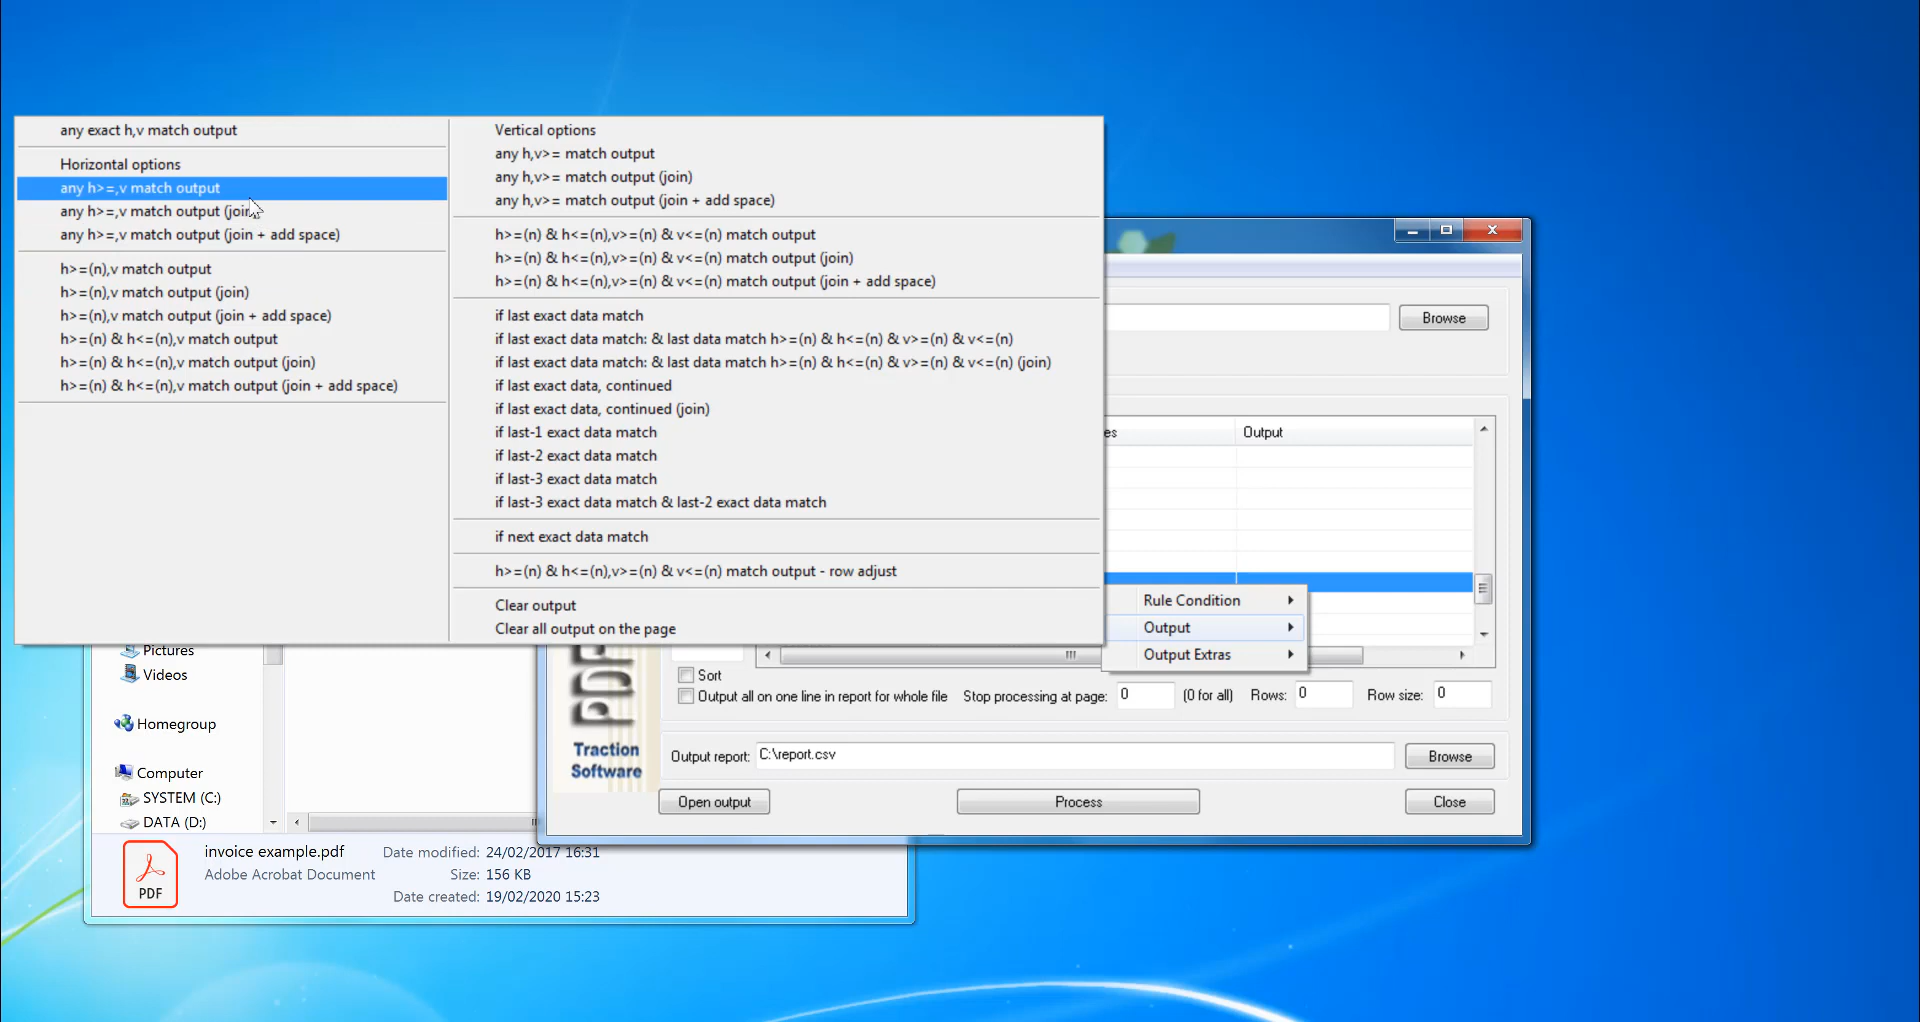 any exact h,v match output
Horizontal options
any h>=,v match output
any h>=,v match output (join)
any h>=,v match output (join + add space)
h>=(n),v match output
h>=(n),v match output (join)
h>=(n),v match output (join + add space)
h>=(n) & h<=(n),v match output
h>=(n) & h<=(n),v match output (join)
h>=(n) & h<=(n),v match output (join + add space)
Vertical options
any h,v>= match output
any h,v>= match output (join)
any h,v>= match output (join + add space)
h>=(n) & h<=(n),v>=(n) & v<=(n) match output
h>=(n) & h<=(n),v>=(n) & v<=(n) match output (join)
h>=(n) & h<=(n),v>=(n) & v<=(n) match output (join + add space)
if last exact data match
if last exact data match: & last data match h>=(n) & h<=(n) & v>=(n) & v<=(n)
if last exact data match: & last data match h>=(n) & h<=(n) & v>=(n) & v<=(n) (join)
if last exact data, continued
if last exact data, continued (join)
if last-1 exact data match
if last-2 exact data match
if last-3 exact data match
if last-3 exact data match & last-2 exact data match
if next exact data match
h>=(n) & h<=(n),v>=(n) & v<=(n) match output - row adjust
Clear output
Clear all output on the page
Browse
es Output
Rule Condition
Output
Output Extras
Sort
Output all on one line in report for whole file Stop processing at page: 0 (0 for all) Rows: 0 Row size: 0
Traction
Software
Output report: C:\report.csv Browse
Open output Process Close
Pictures
Videos
Homegroup
Computer
SYSTEM (C:)
DATA (D:)
PDF
invoice example.pdf Date modified: 24/02/2017 16:31
Adobe Acrobat Document Size: 156 KB
Date created: 19/02/2020 15:23